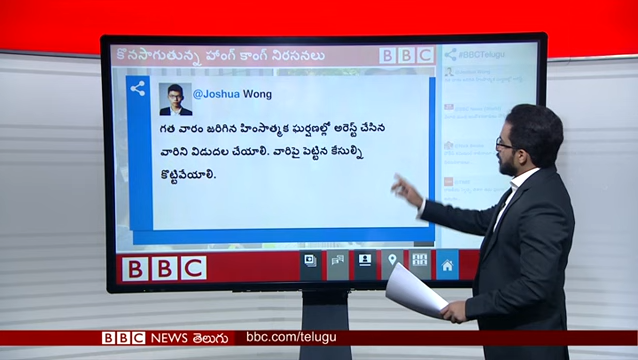 కొనసాగుతున్న హాంగ్ కాంగ్ నిరసనలు
BBC
#BBCTelugu
@Joshua Wong
గత వారం జరిగిన హింసాత్మక ఘర్షణల్లో అరెస్ట్ చేసిన
వారిని విడుదల చేయాలి. వారిపై పెట్టిన కేసుల్ని
కొట్టివేయాలి.
BBC
BBC NEWS తెలుగు bbc.com/telugu